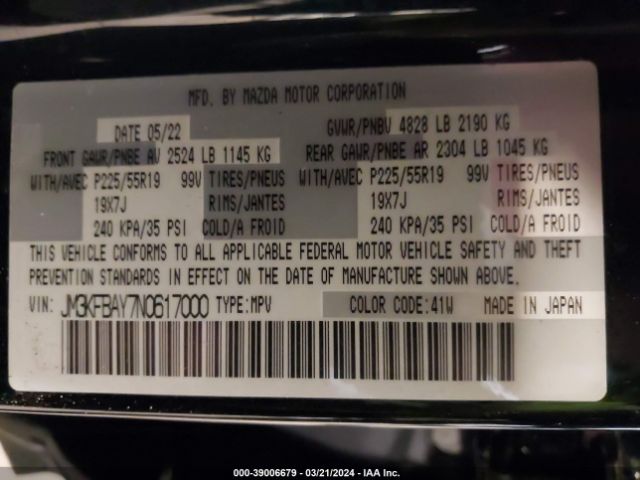 MFD. BY MAZDA MOTOR CORPORATION
DATE 05/22 GVWR/PNBV 4828 LB 2190 KG
FRONT GAWR/PNBE AV 2524 LB 1145 KG REAR GAWR/PNBE AR 2304 LB 1045 KG
WITH/AVEC P225/55R19 99V TIRES/PNEUS WITH/AVEC P225/55R19 99V TIRES/PNEUS
19X7J RIMS/JANTES 19X7J RIMS/JANTES
240 KPA/35 PSI COLD/A FROID 240 KPA/35 PSI COLD/A FROID
THIS VEHICLE CONFORMS TO ALL APPLICABLE FEDERAL MOTOR VEHICLE SAFETY AND THEFT
PREVENTION STANDARDS IN EFFECT ON THE DATE OF MANUFACTURE SHOWN ABOVE.
VIN: JM3KFBAY7N0617000 TYPE:MPV COLOR CODE:41W MADE IN JAPAN
000-39006679 - 03/21/2024 - IAA Inc.